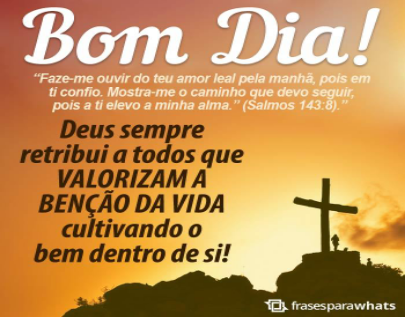 Bom Dia!
“Faze-me ouvir do teu amor leal pela manhã, pois em
ti confio. Mostra-me o caminho que devo seguir,
pois a ti elevo a minha alma.” (Salmos 143:8).”
Deus sempre
retribui a todos que
VALORIZAM A
BENÇÃO DA VIDA
cultivando o
bem dentro de si!
frasesparawhats